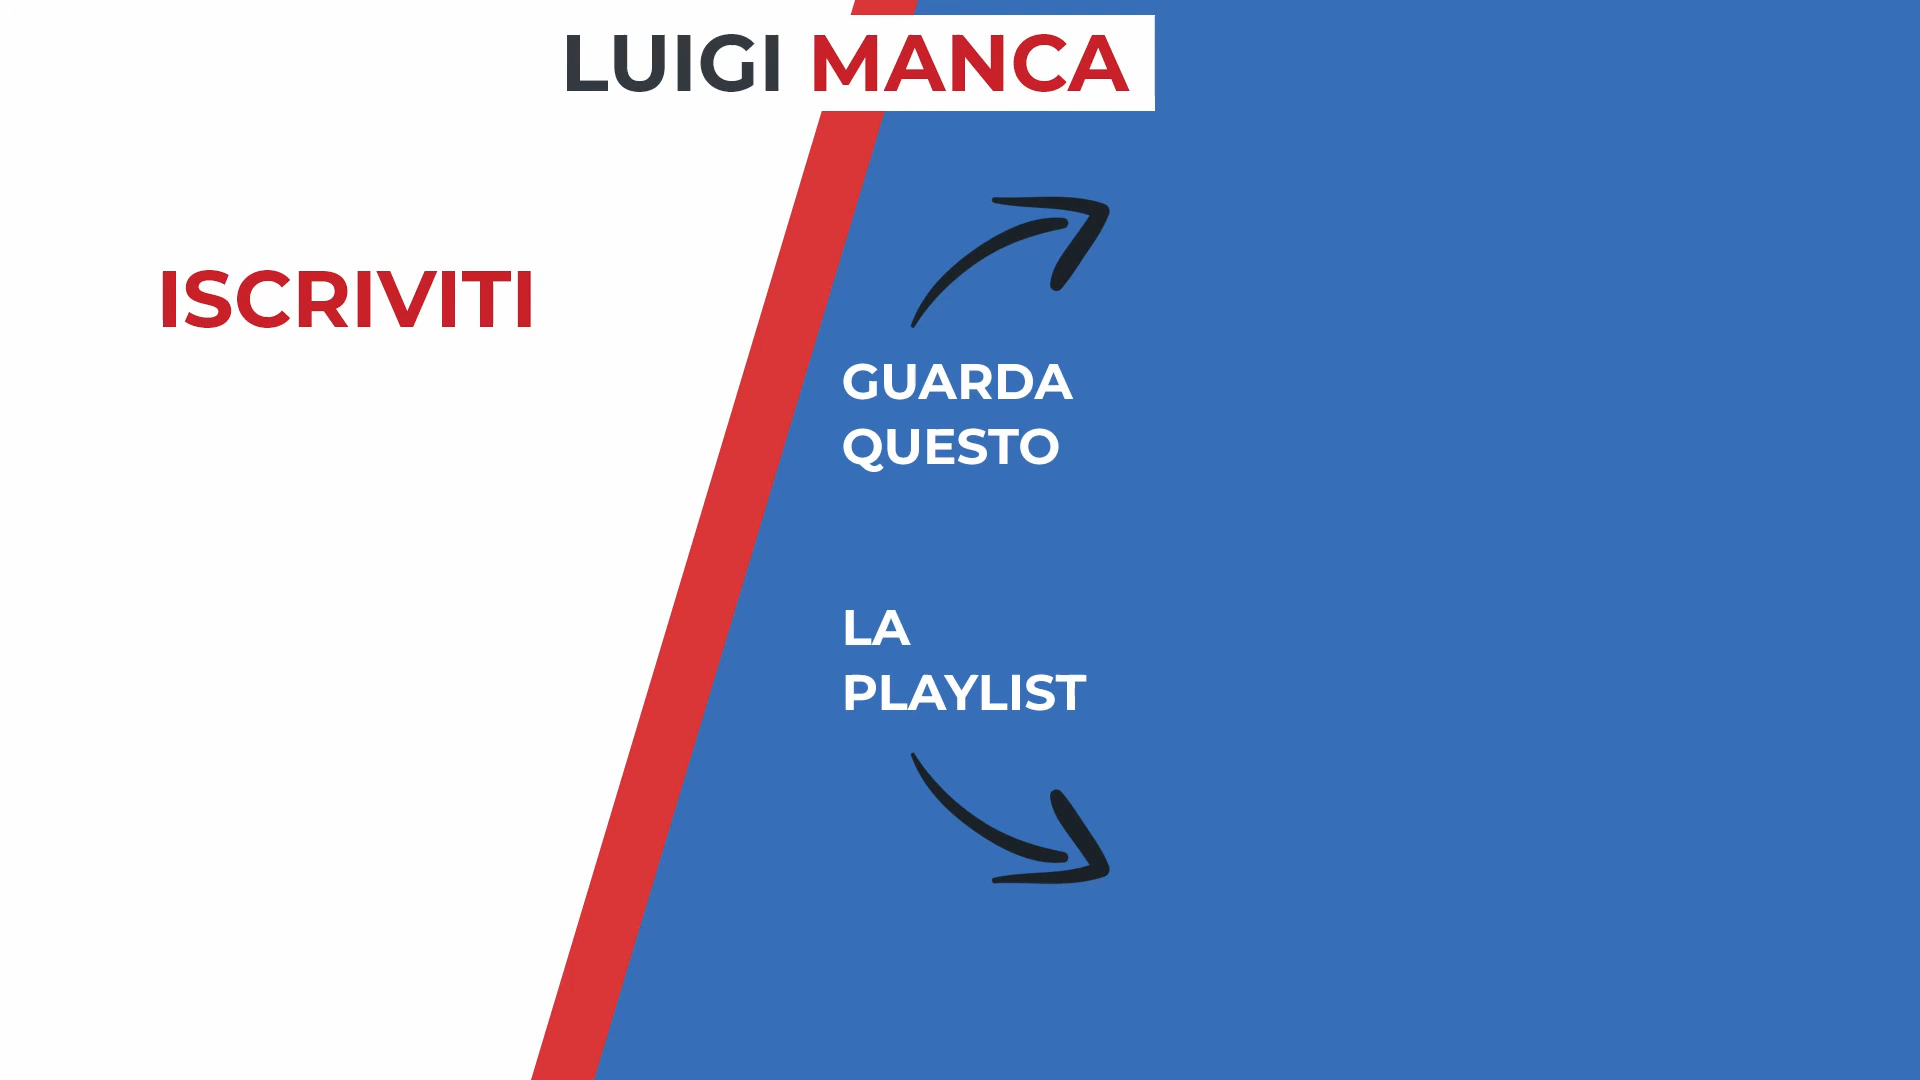 LUIGI MANCA
ISCRIVITI
GUARDA
QUESTO
LA
PLAYLIST